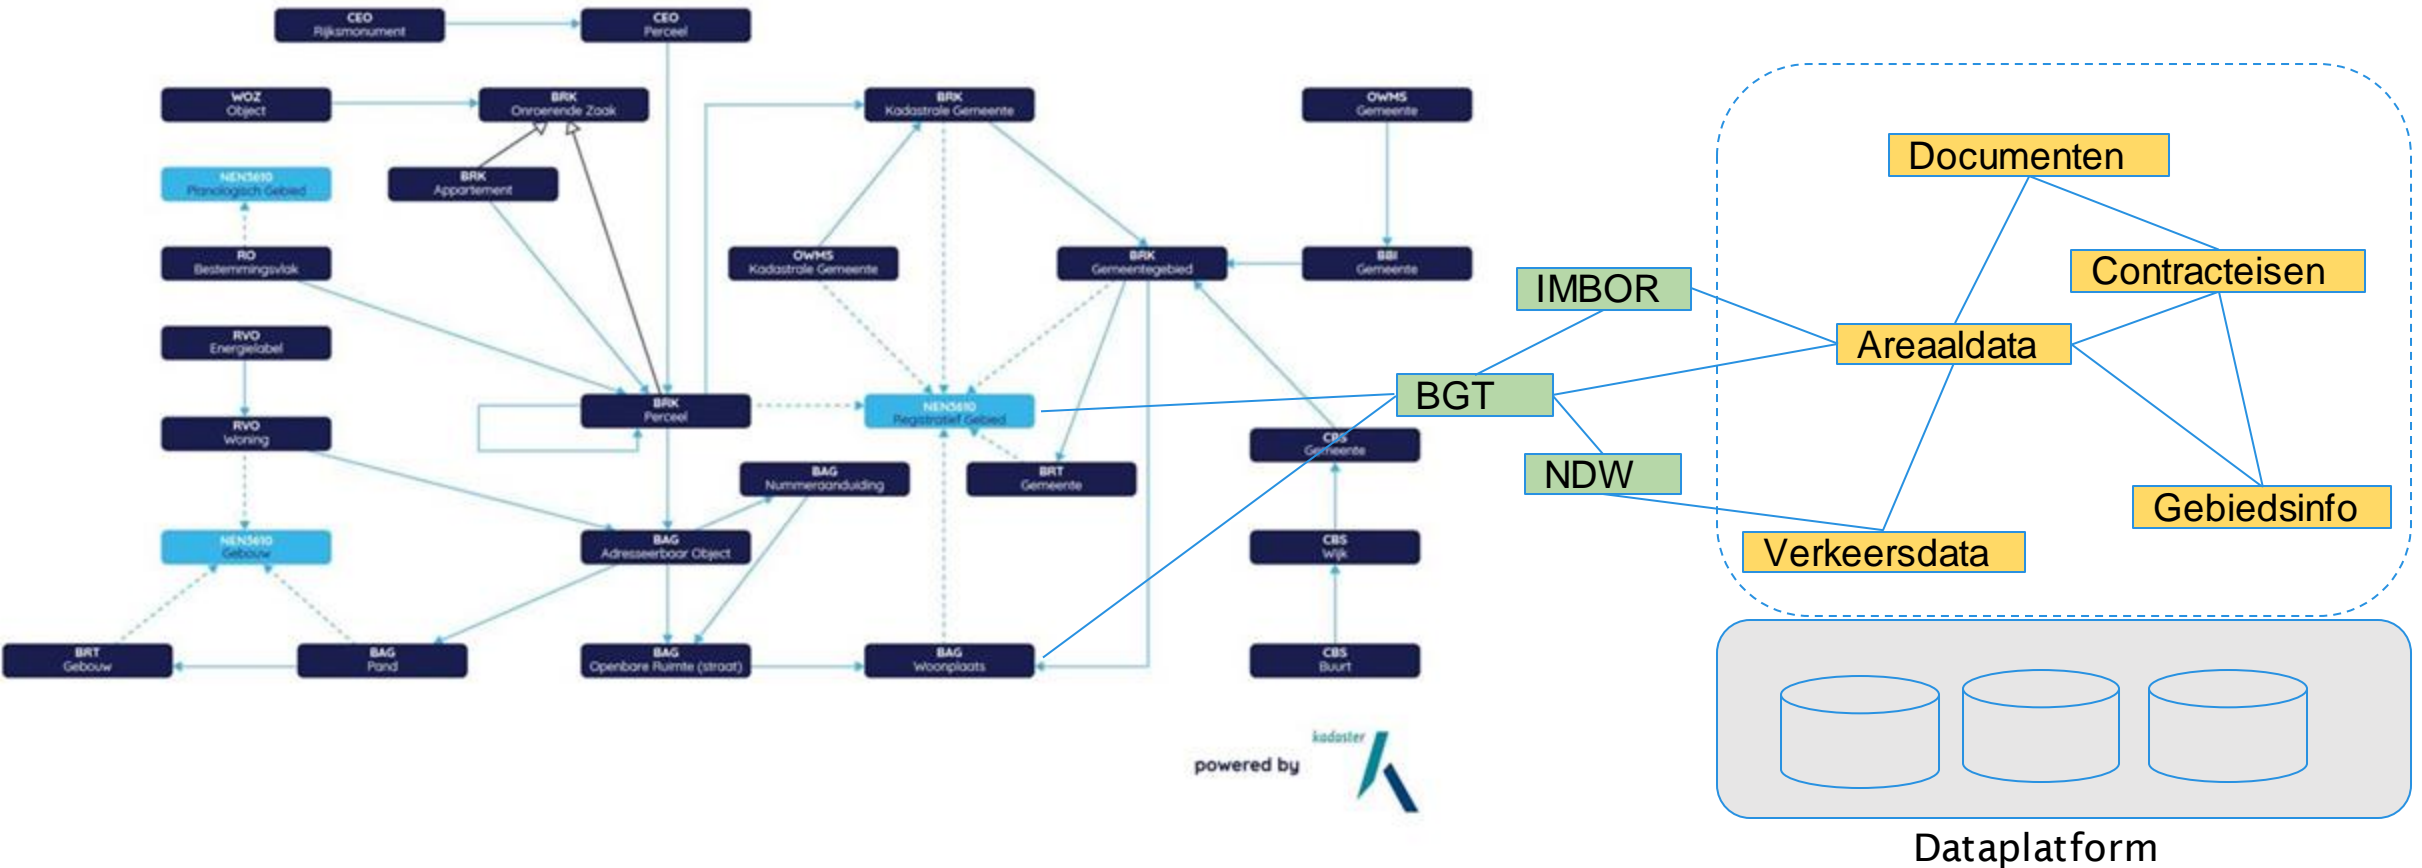 CEO
Rijksmonument
CEO
Perceel
WOZ
Object
BRK
Onroerende Zaak
BRK
Kadastrale Gemeente
OWMS
Gemeente
NEN3610
Planologisch Gebied
BRK
Appartement
RO
Bestemmingsvlak
OWMS
Kadastrale Gemeente
BRK
Gemeentegebied
BBI
Gemeente
RVO
Energielabel
BRK
Perceel
NEN3610
Registratief Gebied
RVO
Woning
CBS
Gemeente
BAG
Nummeraanduiding
BRT
Gemeente
NEN3610
Gebouw
BAG
Adresseerbaar Object
CBS
Wijk
BRT
Gebouw
BAG
Pand
BAG
Openbare Ruimte (straat)
BAG
Woonplaats
CBS
Buurt
powered by
kadaster
IMBOR
BGT
NDW
Documenten
Contracteisen
Areaaldata
Gebiedsinfo
Verkeersdata
Dataplatform